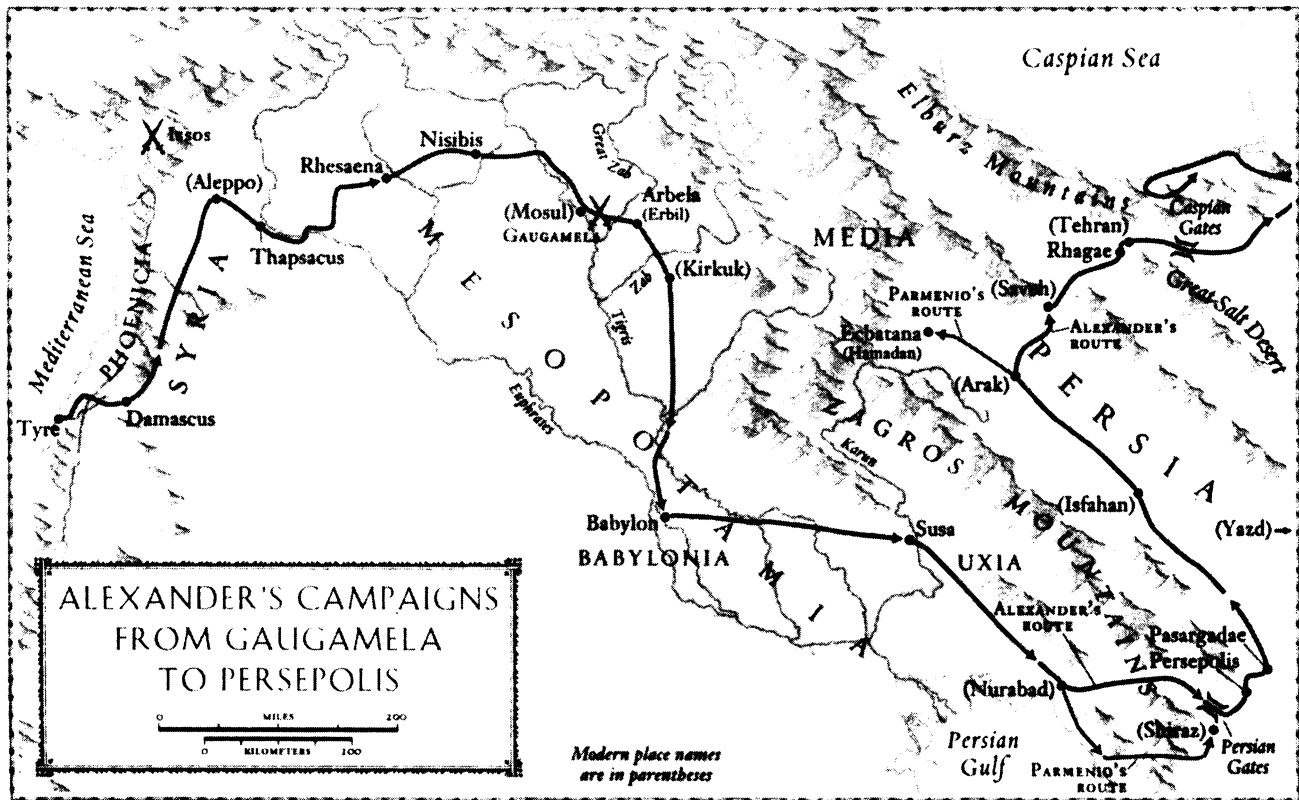 Caspian Sea
Elburz Mountains
Issos
Nisibis
Great Zab
Rhesaena
(Aleppo)
Arbela
(Erbil)
(Mosul)
GAUGAMELA
Caspian
Gates
(Tehran)
Rhagae
MEDIA
Mediterranean Sea
PHOENICIA
SYRIA
Thapsacus
MESOPOTAMIA
(Kirkuk)
Zab
Tigris
PARMENIO'S
ROUTE
(Saveh)
Great Salt Desert
Ecbatana
(Hamadan)
ALEXANDER'S
ROUTE
PERSIA
(Arak)
Euphrates
Tyre
Damascus
ZAGROS MOUNTAINS
Karun
(Isfahan)
(Yazd)
Babylon
BABYLONIA
Susa
UXIA
ALEXANDER'S CAMPAIGNS
FROM GAUGAMELA
TO PERSEPOLIS
0 MILES 200
0 KILOMETERS 200
ALEXANDER'S
ROUTE
Pasargadae
Persepolis
(Nurabad)
(Shiraz)
Persian
Gates
Persian
Gulf
PARMENIO'S
ROUTE
Modern place names
are in parentheses